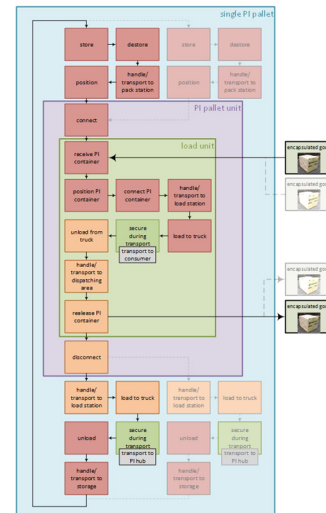 single PI pallet
store
destore
store
destore
position
handle/
transport to
pack station
position
handle/
transport to
pack station
PI pallet unit
connect
load unit
receive PI
container
encapsulated goo
position PI
container
connect PI
container
handle/
transport to
load station
encapsulated goo
unload from
truck
secure
during
transport
load to truck
transport to
consumer
handle/
transport to
dispatching
area
encapsulated goo
reelease PI
container
encapsulated goo
disconnect
handle/
transport to
load station
load to truck
handle/
transport to
load station
load to truck
unload
secure
during
transport
unload
secure
during
transport
transport to
PI hub
transport to
PI hub
handle/
transport to
storage
handle/
transport to
storage